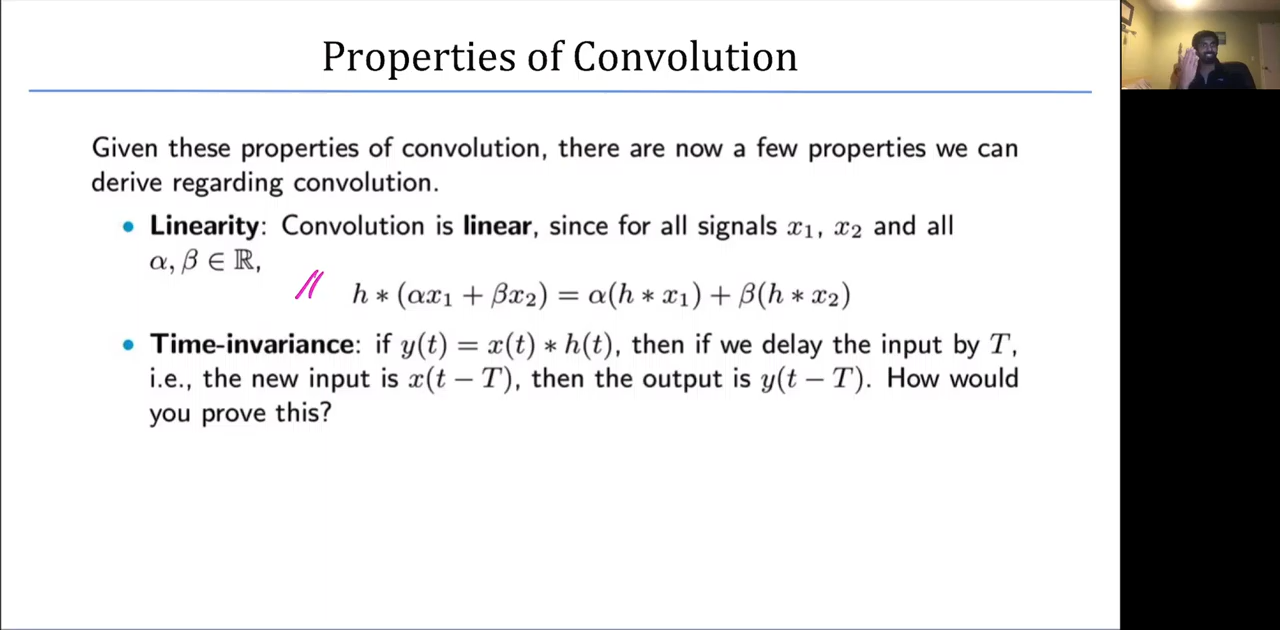 Properties of Convolution
Given these properties of convolution, there are now a few properties we can
derive regarding convolution.
• Linearity: Convolution is linear, since for all signals x₁, x₂ and all
α, β ∈ ℝ,
h ∗ (αx₁ + βx₂) = α(h ∗ x₁) + β(h ∗ x₂)
• Time-invariance: if y(t) = x(t) ∗ h(t), then if we delay the input by T,
i.e., the new input is x(t − T), then the output is y(t − T). How would
you prove this?